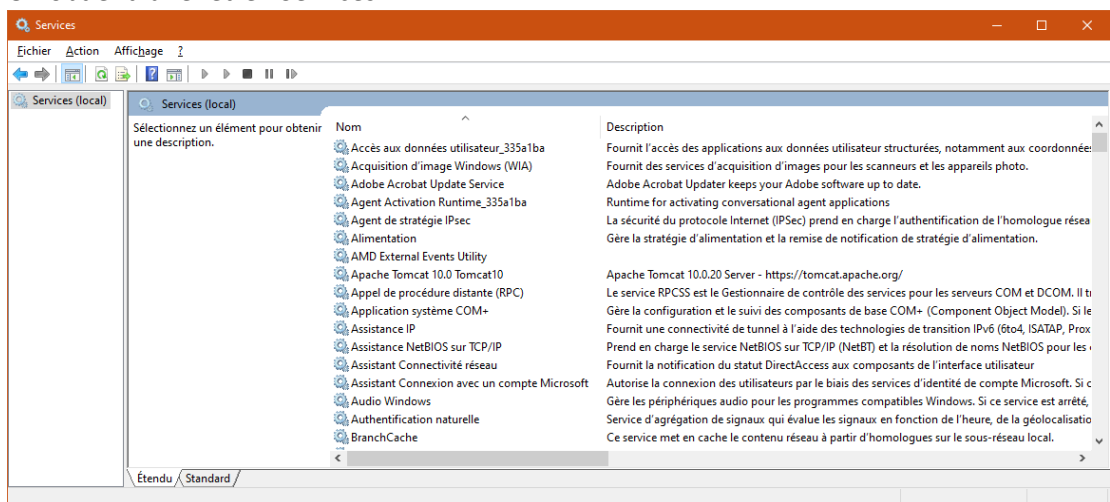 Services
Fichier Action Affichage ?
Services (local)
Services (local)
Sélectionnez un élément pour obtenir
une description.
Nom Description
Accès aux données utilisateur_335a1ba Fournit l'accès des applications aux données utilisateur structurées, notamment aux coordonnée
Acquisition d'image Windows (WIA) Fournit des services d'acquisition d'images pour les scanneurs et les appareils photo.
Adobe Acrobat Update Service Adobe Acrobat Updater keeps your Adobe software up to date.
Agent Activation Runtime_335a1ba Runtime for activating conversational agent applications
Agent de stratégie IPsec La sécurité du protocole Internet (IPSec) prend en charge l'authentification de l'homologue résea
Alimentation Gère la stratégie d'alimentation et la remise de notification de stratégie d'alimentation.
AMD External Events Utility
Apache Tomcat 10.0 Tomcat10 Apache Tomcat 10.0.20 Server - https://tomcat.apache.org/
Appel de procédure distante (RPC) Le service RPCSS est le Gestionnaire de contrôle des services pour les serveurs COM et DCOM. Il
Application système COM+ Gère la configuration et le suivi des composants de base COM+ (Component Object Model). Si le
Assistance IP Fournit une connectivité de tunnel à l'aide des technologies de transition IPv6 (6to4, ISATAP, Prox
Assistance NetBIOS sur TCP/IP Prend en charge le service NetBIOS sur TCP/IP (NetBT) et la résolution de noms NetBIOS pour les
Assistant Connectivité réseau Fournit la notification du statut DirectAccess aux composants de l'interface utilisateur
Assistant Connexion avec un compte Microsoft Autorise la connexion des utilisateurs par le biais des services d'identité de compte Microsoft. Si
Audio Windows Gère les périphériques audio pour les programmes compatibles Windows. Si ce service est arrêté,
Authentification naturelle Service d'agrégation de signaux qui évalue les signaux en fonction de l'heure, de la géolocalisatio
BranchCache Ce service met en cache le contenu réseau à partir d'homologues sur le sous-réseau local.
Étendu Standard